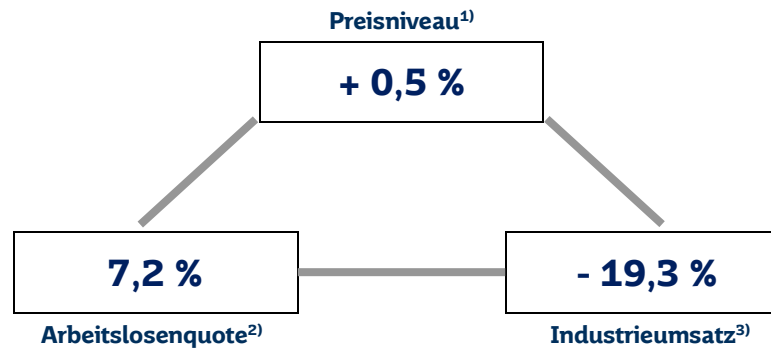 Preisniveau1)
+ 0,5 %
7,2 %
- 19,3 %
Arbeitslosenquote2)
Industrieumsatz3)